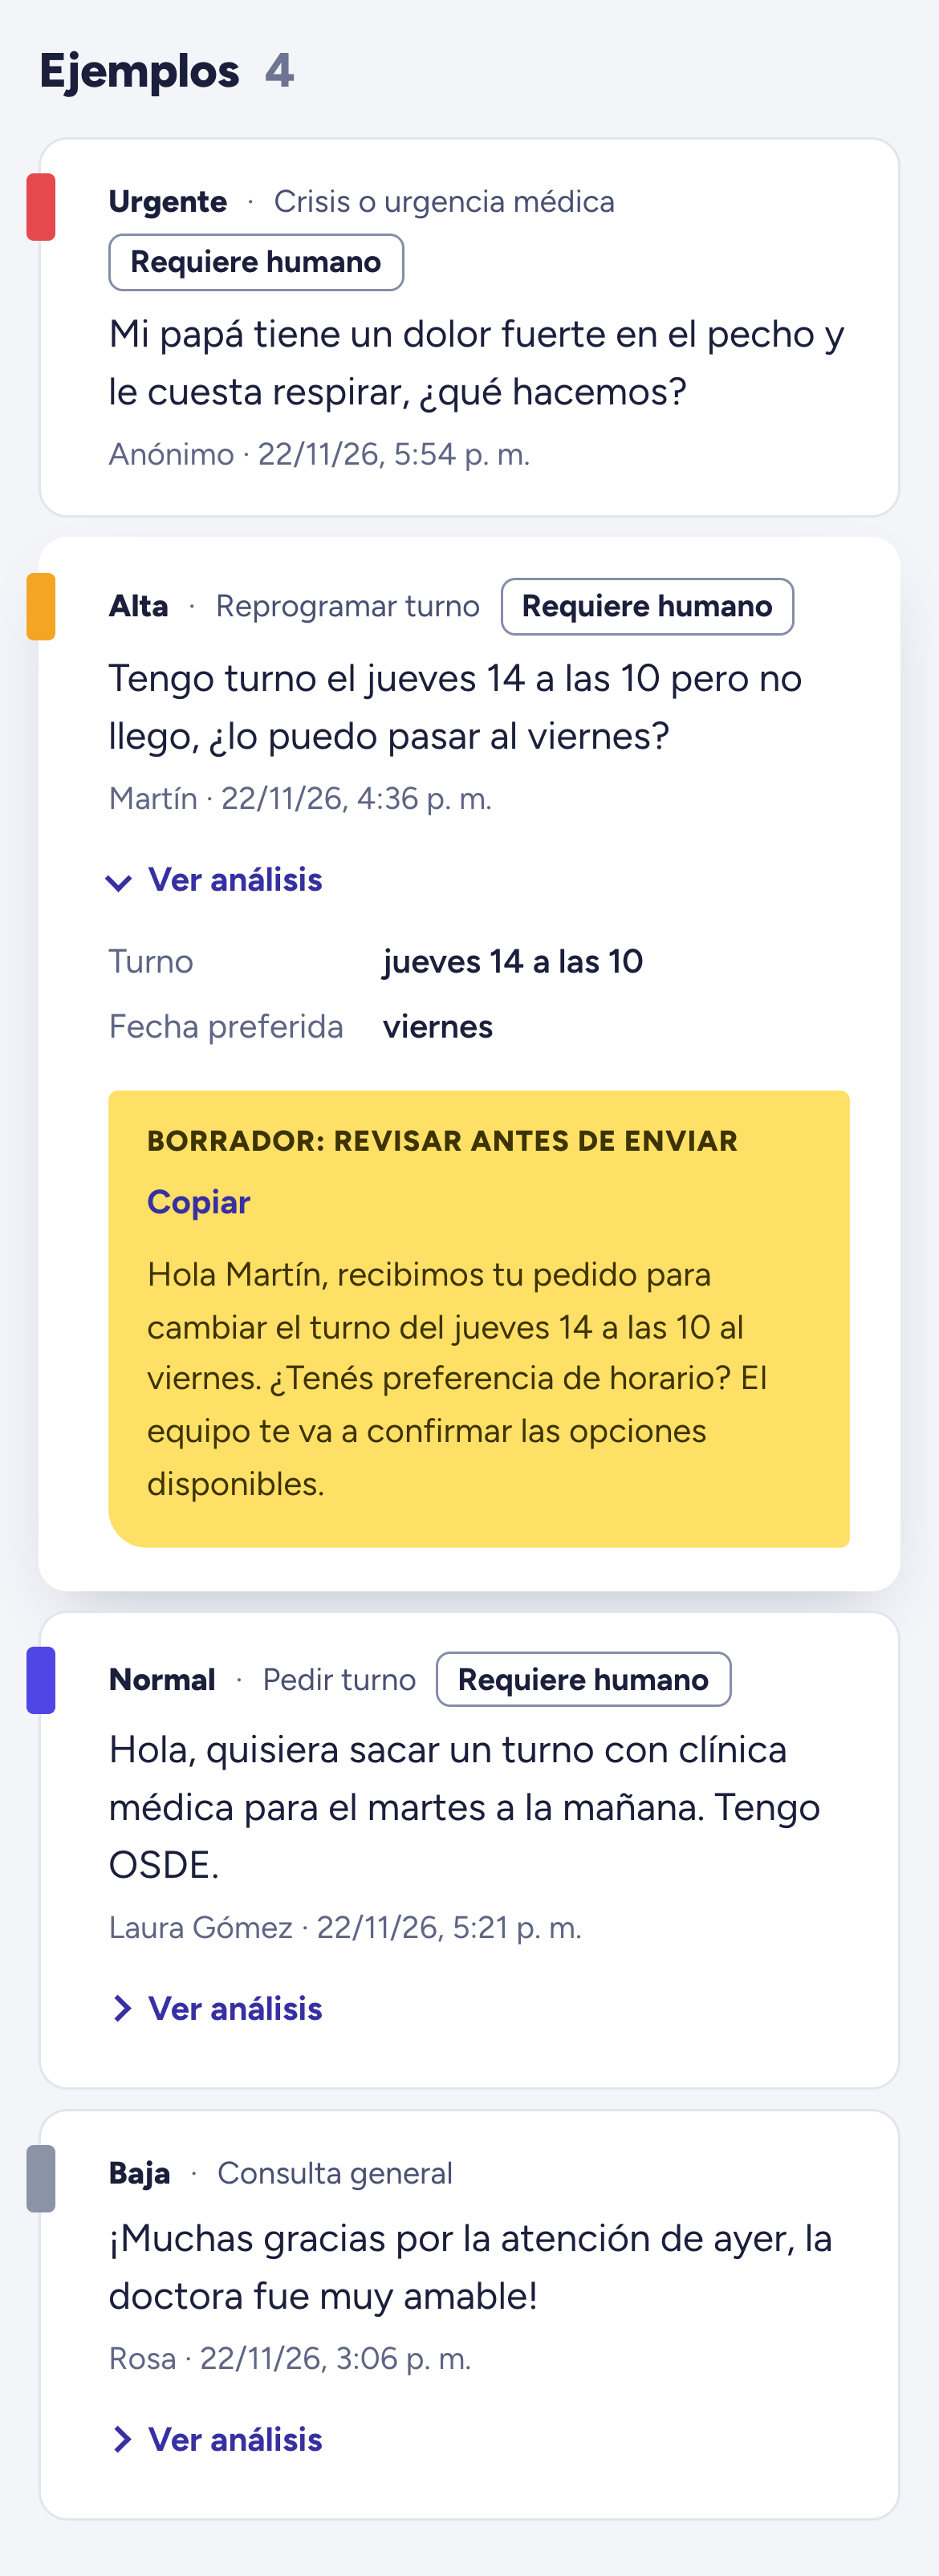 Ejemplos 4
Urgente · Crisis o urgencia médica
Requiere humano
Mi papá tiene un dolor fuerte en el pecho y
le cuesta respirar, ¿qué hacemos?
Anónimo · 22/11/26, 5:54 p. m.
Alta · Reprogramar turno Requiere humano
Tengo turno el jueves 14 a las 10 pero no
llego, ¿lo puedo pasar al viernes?
Martín · 22/11/26, 4:36 p. m.
Ver análisis
Turno jueves 14 a las 10
Fecha preferida viernes
BORRADOR: REVISAR ANTES DE ENVIAR
Copiar
Hola Martín, recibimos tu pedido para
cambiar el turno del jueves 14 a las 10 al
viernes. ¿Tenés preferencia de horario? El
equipo te va a confirmar las opciones
disponibles.
Normal · Pedir turno Requiere humano
Hola, quisiera sacar un turno con clínica
médica para el martes a la mañana. Tengo
OSDE.
Laura Gómez · 22/11/26, 5:21 p. m.
Ver análisis
Baja · Consulta general
¡Muchas gracias por la atención de ayer, la
doctora fue muy amable!
Rosa · 22/11/26, 3:06 p. m.
Ver análisis